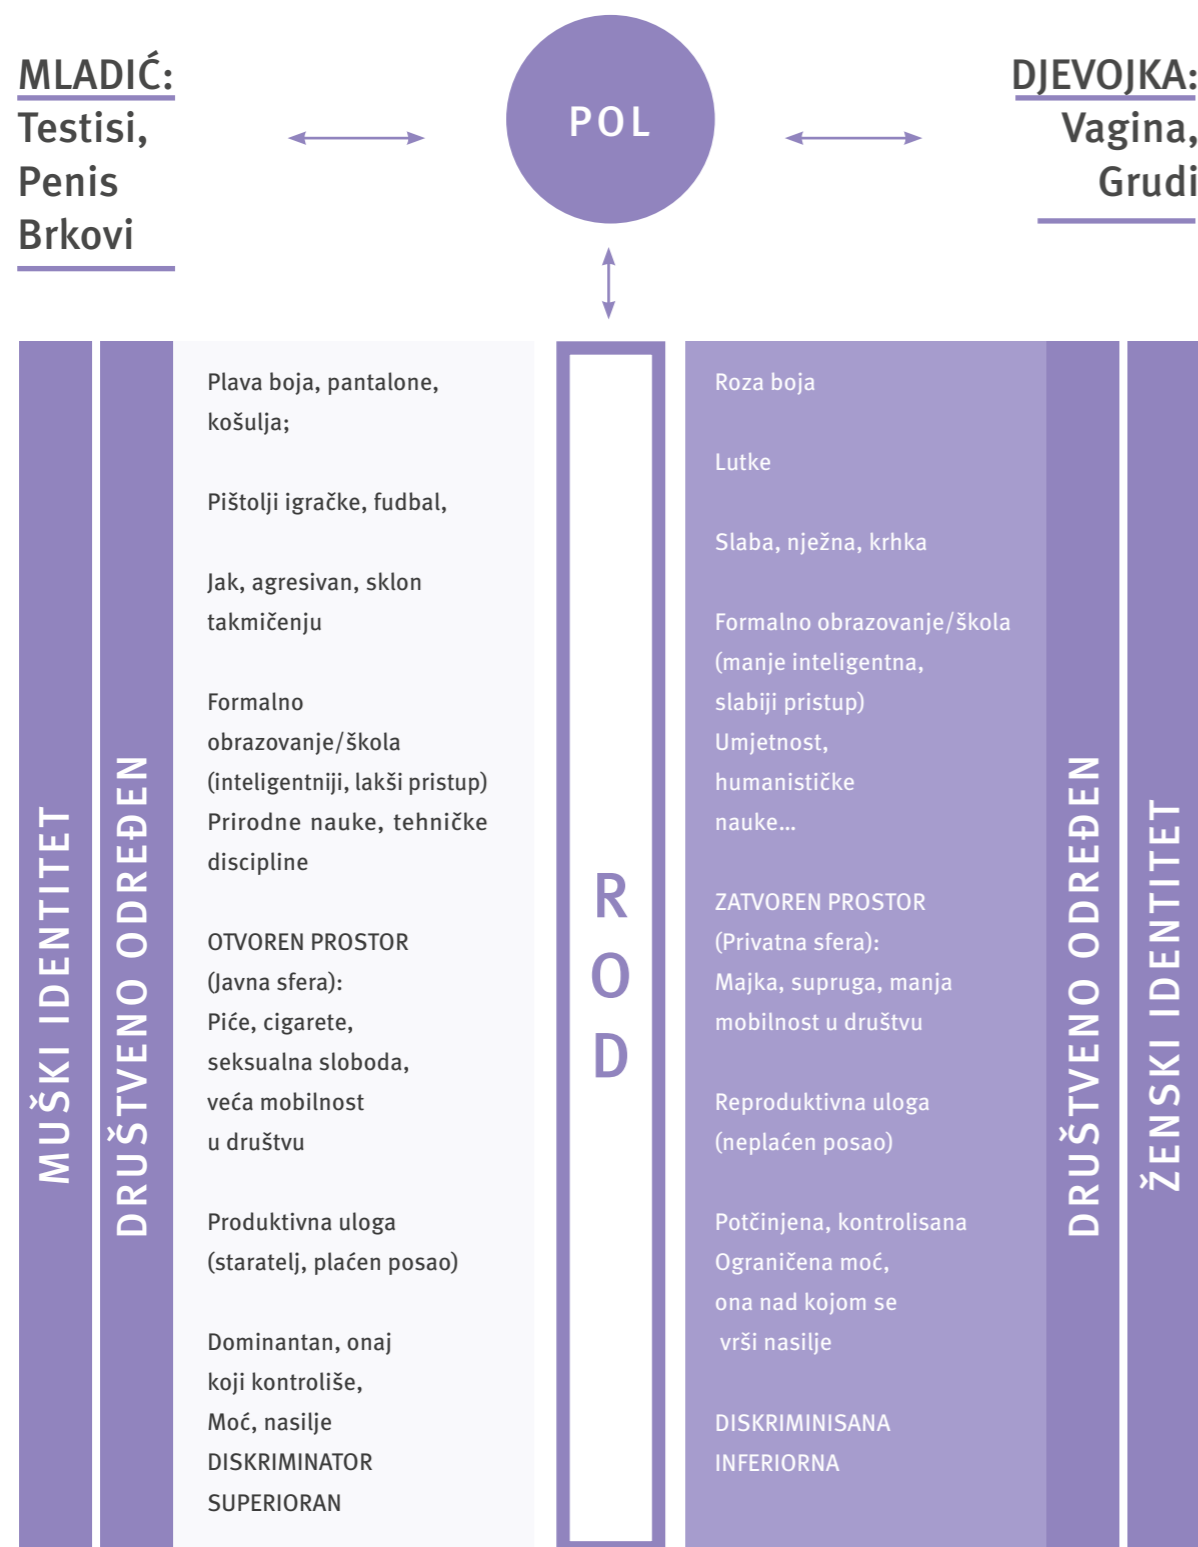 MLADIĆ:
Testisi,
Penis
Brkovi
POL
DJEVOJKA:
Vagina,
Grudi
MUŠKI IDENTITET
DRUŠTVENO ODREĐEN
Plava boja, pantalone,
košulja;
Pištolji igračke, fudbal,
Jak, agresivan, sklon
takmičenju
Formalno
obrazovanje/škola
(inteligentniji, lakši pristup)
Prirodne nauke, tehničke
discipline
OTVOREN PROSTOR
(Javna sfera):
Piće, cigarete,
seksualna sloboda,
veća mobilnost
u društvu
Produktivna uloga
(staratelj, plaćen posao)
Dominantan, onaj
koji kontroliše,
Moć, nasilje
DISKRIMINATOR
SUPERIORAN
R
O
D
Roza boja
Lutke
Slaba, nježna, krhka
Formalno obrazovanje/škola
(manje inteligentna,
slabiji pristup)
Umjetnost,
humanističke
nauke...
ZATVOREN PROSTOR
(Privatna sfera):
Majka, supruga, manja
mobilnost u društvu
Reproduktivna uloga
(neplaćen posao)
Potčinjena, kontrolisana
Ograničena moć,
ona nad kojom se
vrši nasilje
DISKRIMINISANA
INFERIORNA
DRUŠTVENO ODREĐEN
ŽENSKI IDENTITET